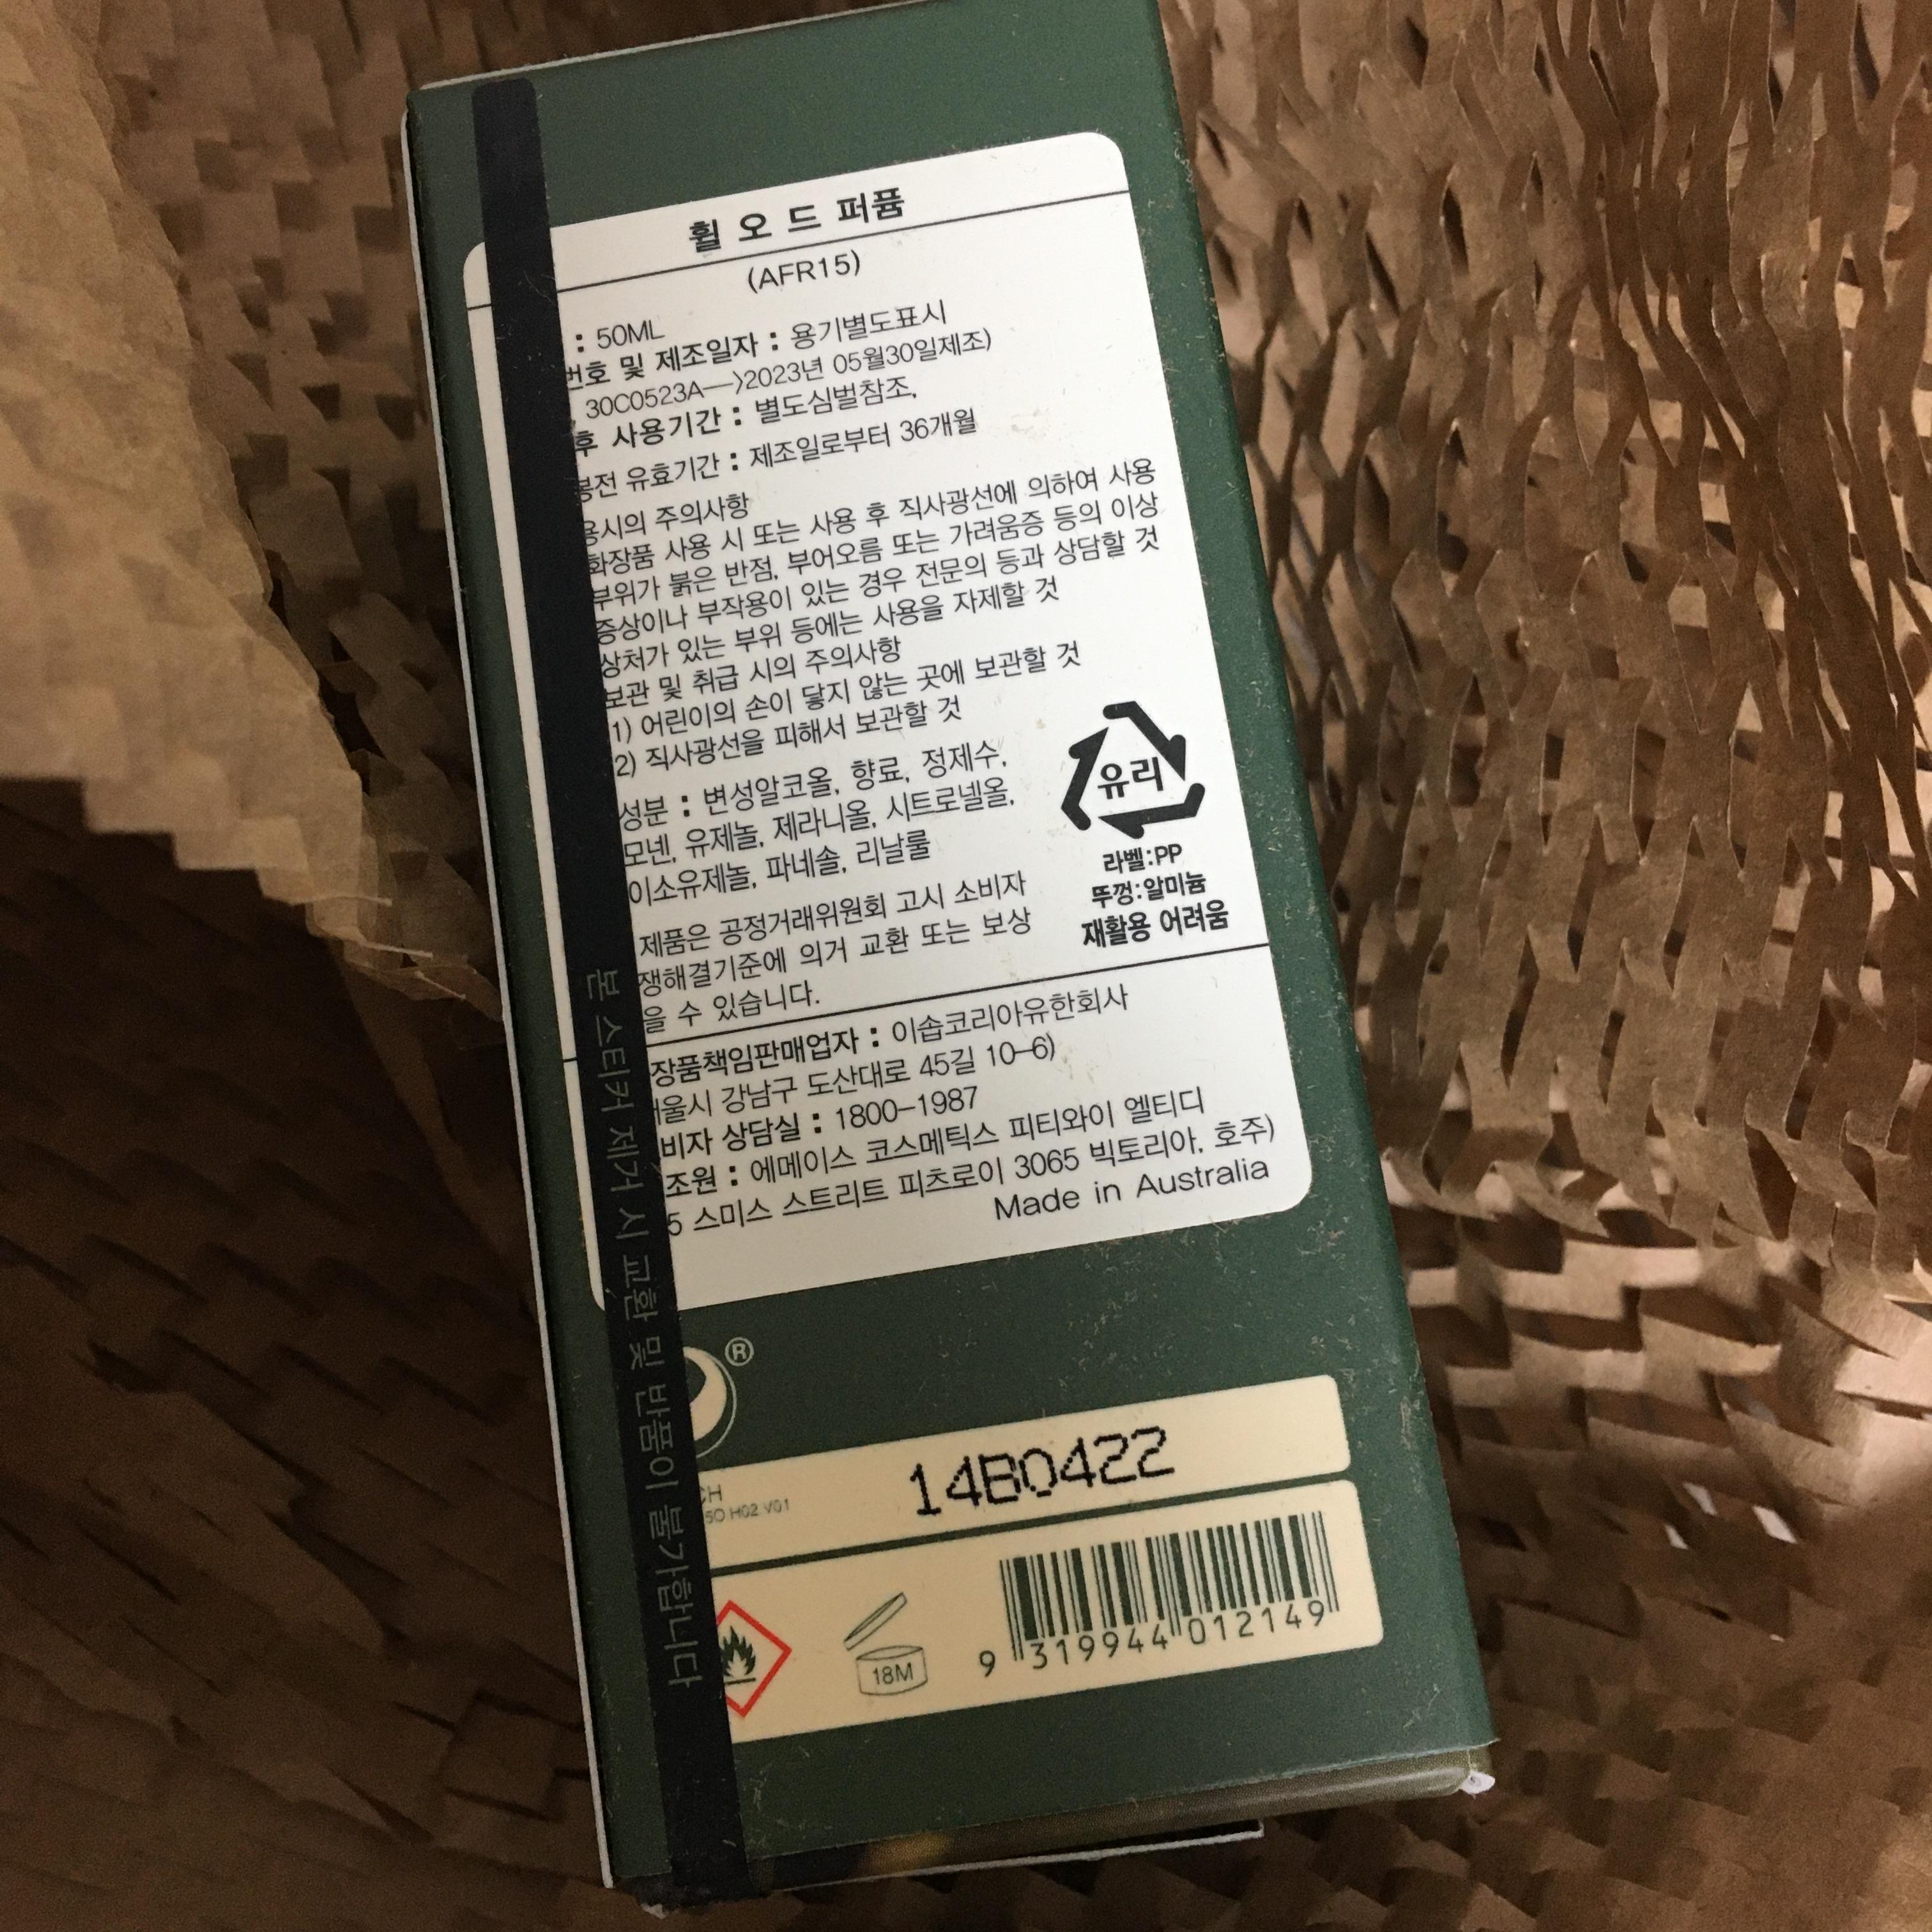 휠 오 드 퍼퓸
(AFR15)
: 50ML
번호 및 제조일자 : 용기별도표시
30C0523A—>2023년 05월30일제조)
후 사용기간 : 별도심벌참조,
봉전 유효기간 : 제조일로부터 36개월
용시의 주의사항
화장품 사용 시 또는 사용 후 직사광선에 의하여 사용
부위가 붉은 반점, 부어오름 또는 가려움증 등의 이상
증상이나 부작용이 있는 경우 전문의 등과 상담할 것
상처가 있는 부위 등에는 사용을 자제할 것
보관 및 취급 시의 주의사항
1) 어린이의 손이 닿지 않는 곳에 보관할 것
2) 직사광선을 피해서 보관할 것
성분 : 변성알코올, 향료, 정제수,
모넨, 유제놀, 제라니올, 시트로넬올,
이소유제놀, 파네솔, 리날룰
유리
라벨:PP
뚜껑:알미늄
재활용 어려움
제품은 공정거래위원회 고시 소비자
쟁해결기준에 의거 교환 또는 보상
을 수 있습니다.
장품책임판매업자 : 이솝코리아유한회사
서울시 강남구 도산대로 45길 10-6)
비자 상담실 : 1800-1987
조원 : 에메이스 코스메틱스 피티와이 엘티디
5 스미스 스트리트 피츠로이 3065 빅토리아, 호주)
Made in Australia
본 스티커 제거 시 교환 및 반품이 불가합니다
®
CH
50 H02 V01
14B0422
18M
9 319944 012149